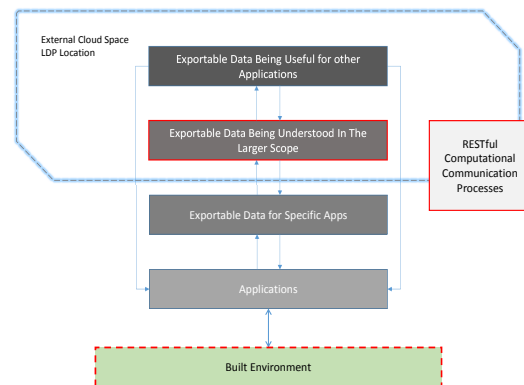 External Cloud Space
LDP Location
Exportable Data Being Useful for other
Applications
Exportable Data Being Understood In The
Larger Scope
RESTful
Computational
Communication
Processes
Exportable Data for Specific Apps
Applications
Built Environment